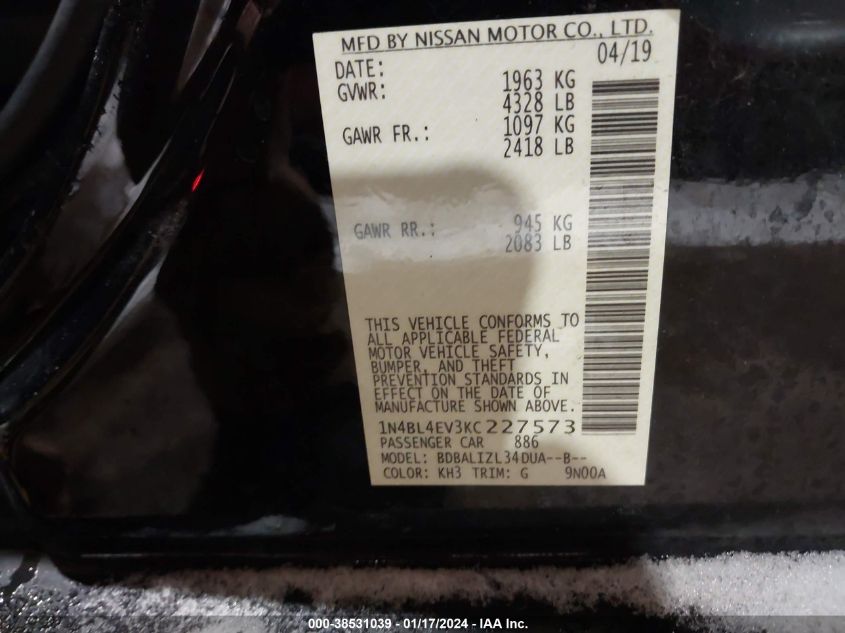 MFD BY NISSAN MOTOR CO., LTD.
DATE: 04/19
GVWR: 1963 KG
4328 LB
GAWR FR.: 1097 KG
2418 LB
GAWR RR.: 945 KG
2083 LB
THIS VEHICLE CONFORMS TO
ALL APPLICABLE FEDERAL
MOTOR VEHICLE SAFETY,
BUMPER, AND THEFT
PREVENTION STANDARDS IN
EFFECT ON THE DATE OF
MANUFACTURE SHOWN ABOVE.
1N4BL4EV3KC227573
PASSENGER CAR 886
MODEL: BDBALIZL34DUA--B--
COLOR: KH3 TRIM: G 9N00A
000-38531039 - 01/17/2024 - IAA Inc.